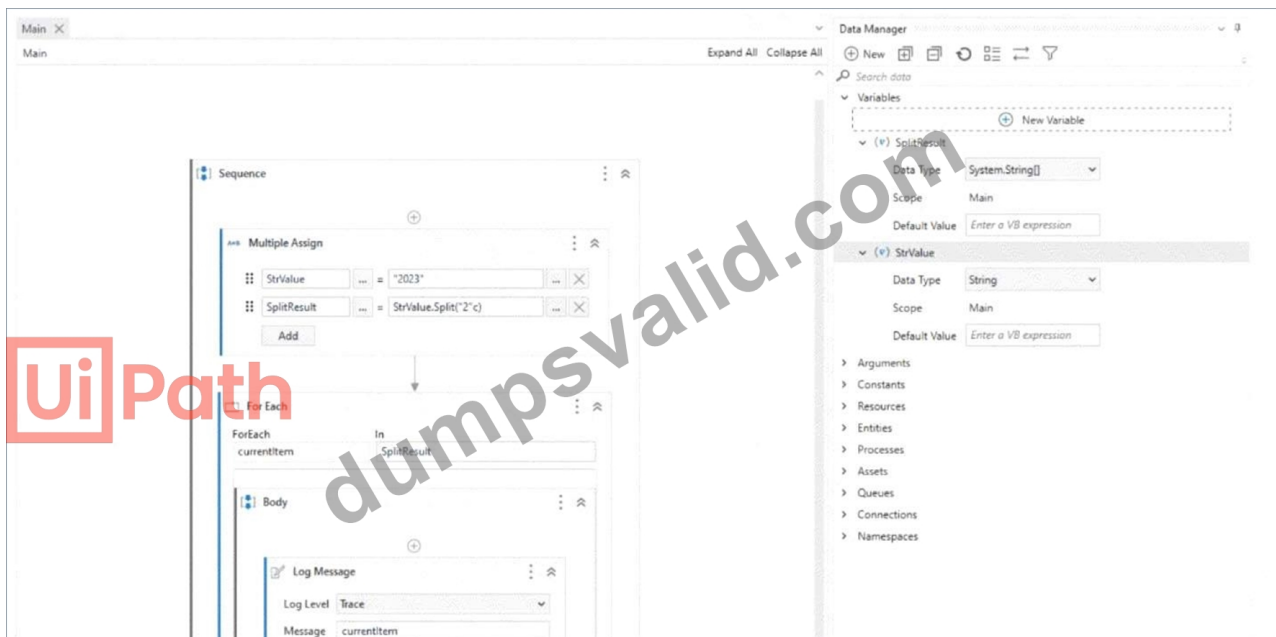 Main
Main
Expand All Collapse All
Sequence
Multiple Assign
StrValue ... = "2023" ...
SplitResult ... = StrValue.Split("2"c) ...
Add
For Each
ForEach In
currentItem SplitResult
Body
Log Message
Log Level Trace
Message currentItem
Data Manager
New
Search data
Variables
New Variable
(v) SplitResult
Data Type System.String[]
Scope Main
Default Value Enter a VB expression
(v) StrValue
Data Type String
Scope Main
Default Value Enter a VB expression
Arguments
Constants
Resources
Entities
Processes
Assets
Queues
Connections
Namespaces
UiPath
dumpsvalid.com